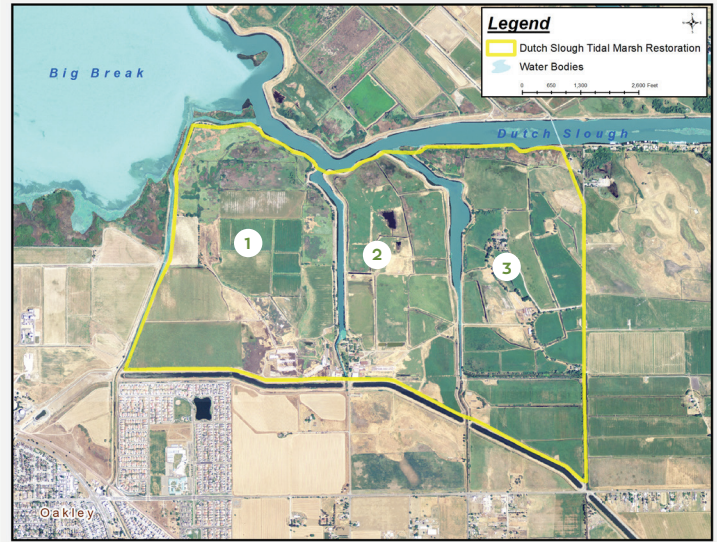 Legend
Dutch Slough Tidal Marsh Restoration
Water Bodies
0 650 1,300 2,600 Feet
Big Break
Dutch Slough
1
2
3
Oakley